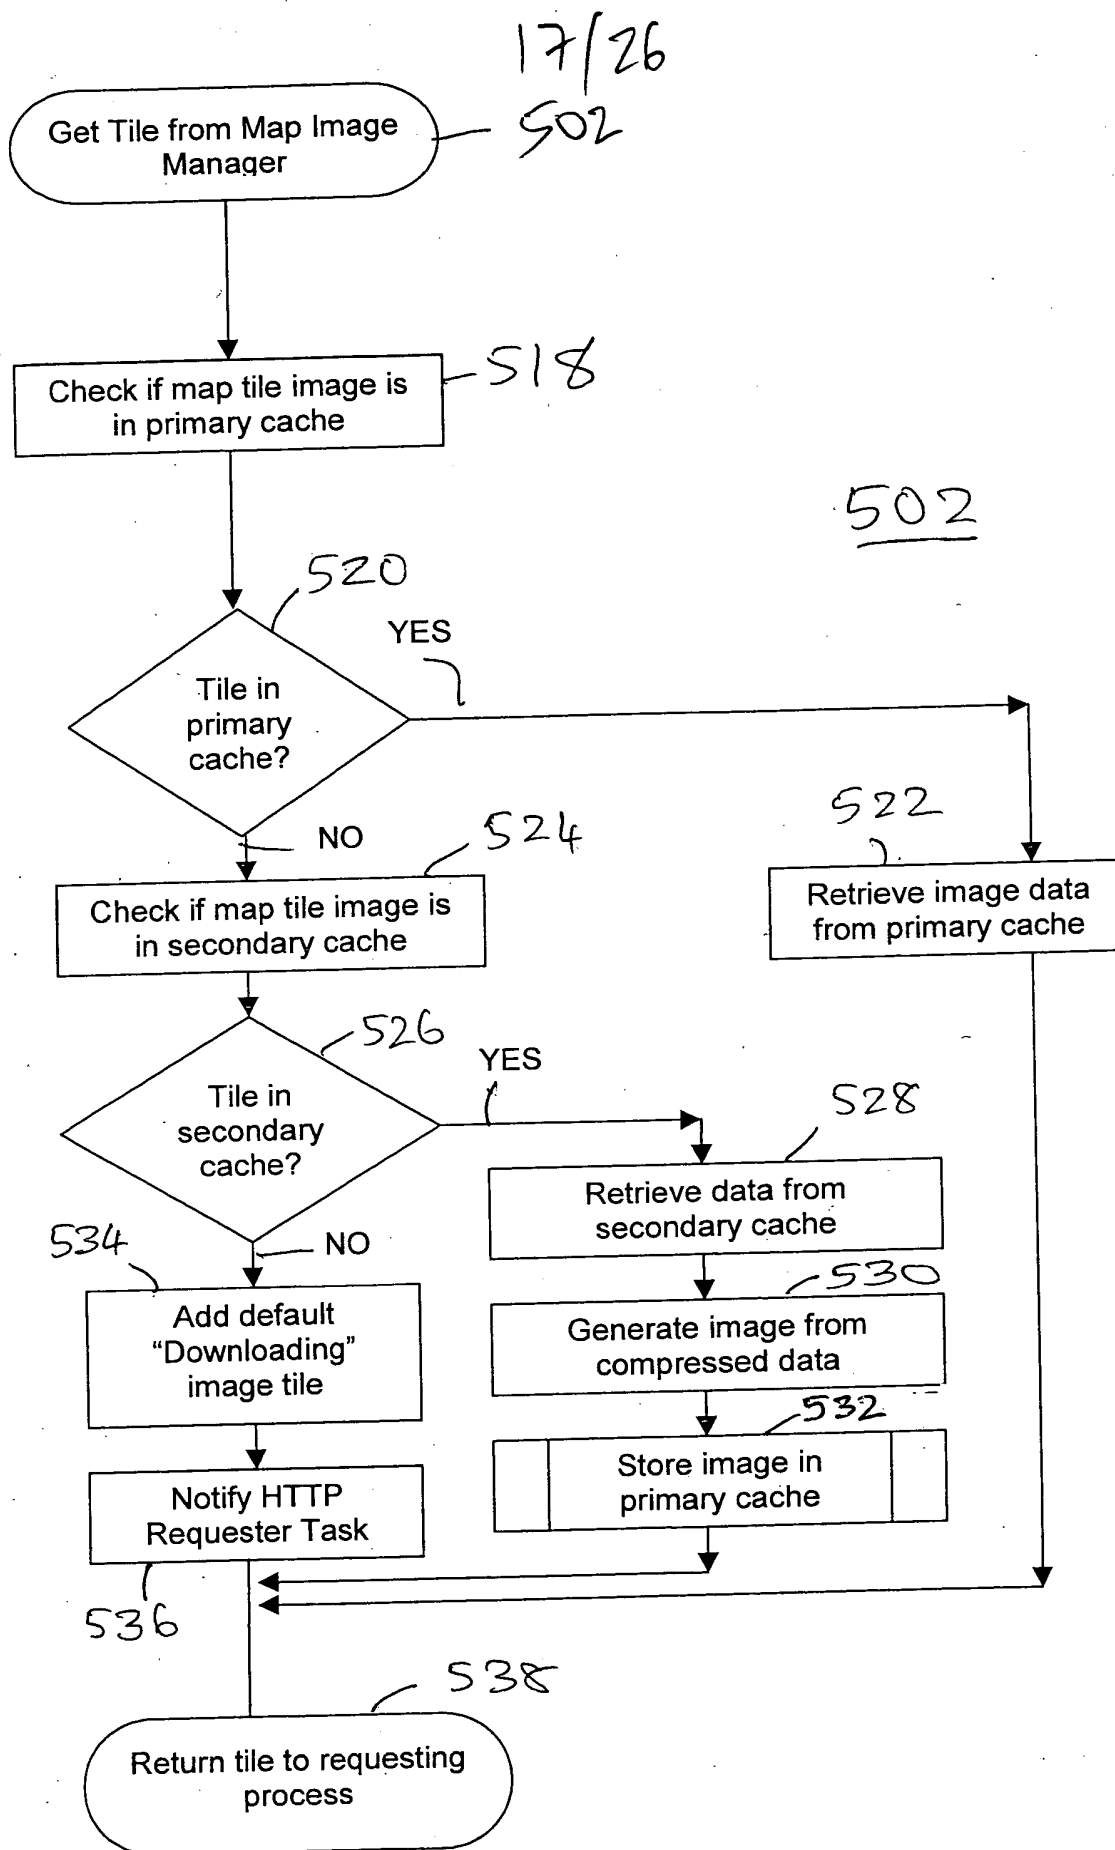 17/26
502
Get Tile from Map Image
Manager
518
Check if map tile image is
in primary cache
502
520
YES
Tile in
primary
cache?
NO
524
Check if map tile image is
in secondary cache
522
Retrieve image data
from primary cache
526
YES
Tile in
secondary
cache?
528
Retrieve data from
secondary cache
534
NO
530
Add default
“Downloading”
image tile
Generate image from
compressed data
532
Store image in
primary cache
Notify HTTP
Requester Task
536
538
Return tile to requesting
process